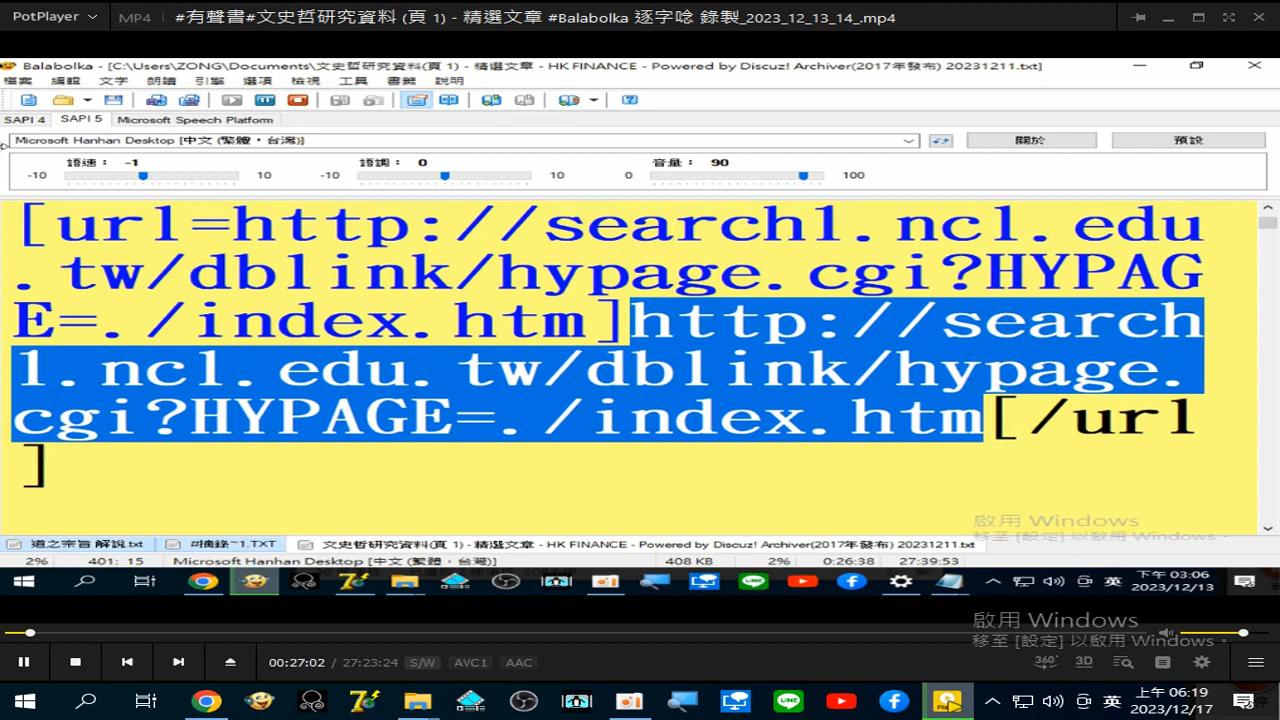 PotPlayer MP4 #有聲書#文史哲研究資料 (頁 1) - 精選文章 #Balabolka 逐字唸 錄製_2023_12_13_14_.mp4
Balabolka - [C:\Users\ZONG\Documents\文史哲研究資料(頁 1) - 精選文章 - HK FINANCE - Powered by Discuz! Archiver(2017年發布) 20231211.txt]
檔案 編輯 文字 朗讀 引擎 選項 檢視 工具 書籤 說明
SAPI 4 SAPI 5 Microsoft Speech Platform
Microsoft Hanhan Desktop [中文 (繁體，台灣)] 關於 預設
語速： -1 語調： 0 音量： 90
-10 10 -10 10 0 100
[url=http://search1.ncl.edu
.tw/dblink/hypage.cgi?HYPAG
E=./index.htm]http://search
1.ncl.edu.tw/dblink/hypage.
cgi?HYPAGE=./index.htm[/url
]
啟用 Windows
移至 [設定] 以啟用 Windows。
道之宗旨 解說.txt #摘錄~1.TXT 文史哲研究資料(頁 1) - 精選文章 - HK FINANCE - Powered by Discuz! Archiver(2017年發布) 20231211.txt
2% 401: 15 Microsoft Hanhan Desktop [中文 (繁體，台灣)] 408 KB 2% 0:26:38 27:39:53
英 下午 03:06
2023/12/13
啟用 Windows
移至 [設定] 以啟用 Windows。
00:27:02 / 27:23:24 S/W AVC1 AAC 360° 3D
英 上午 06:19
2023/12/17